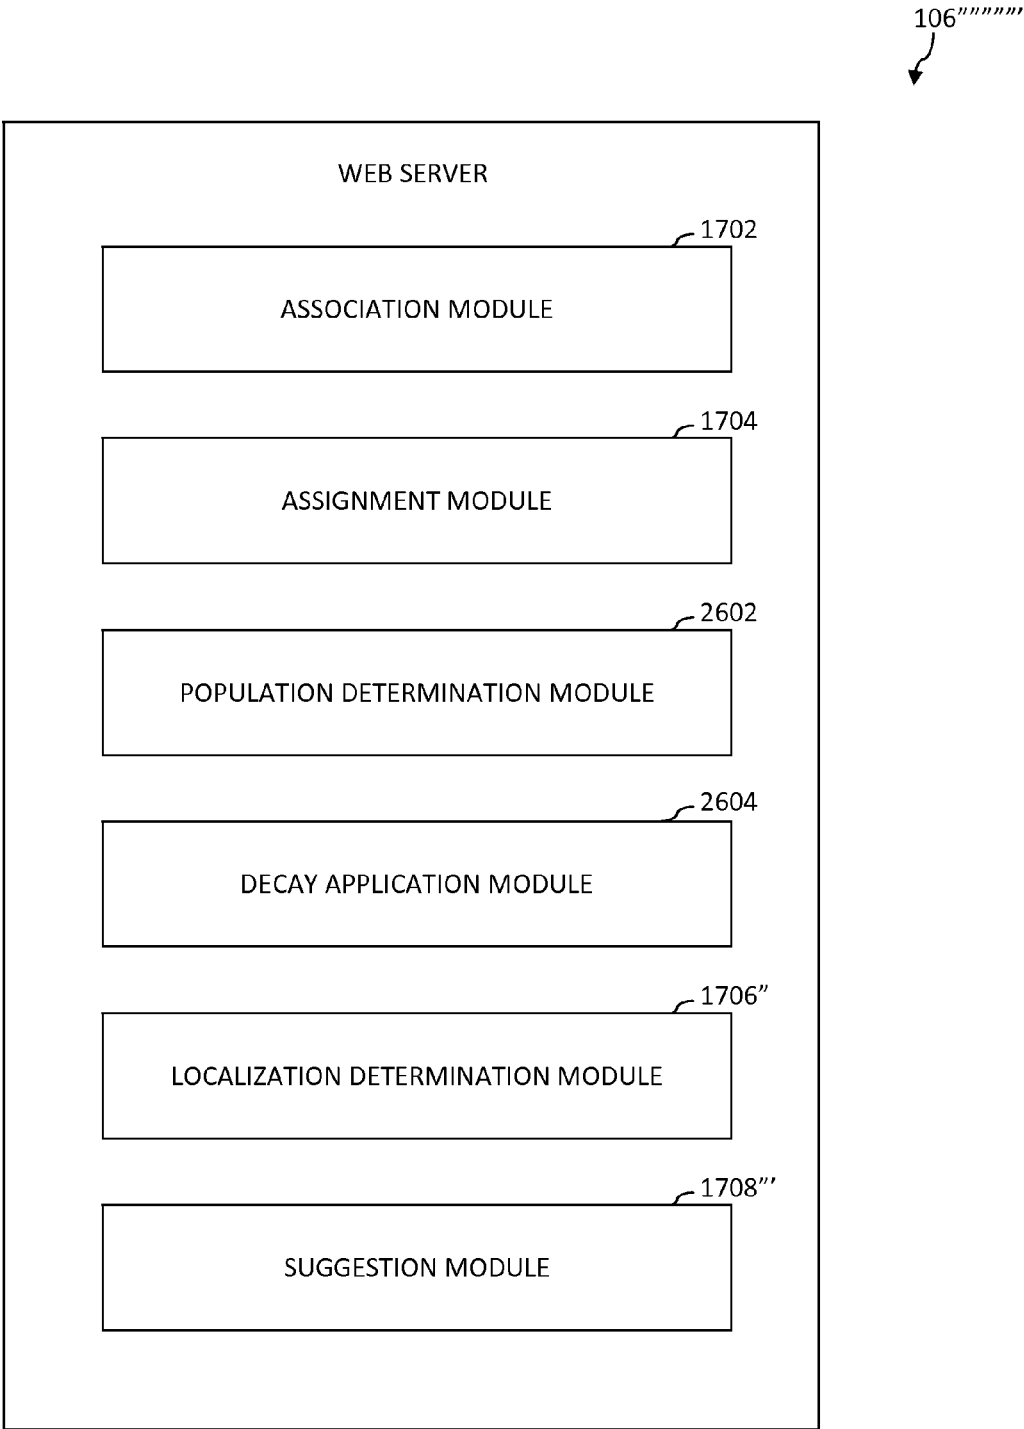 106”””””’
WEB SERVER
1702
ASSOCIATION MODULE
1704
ASSIGNMENT MODULE
2602
POPULATION DETERMINATION MODULE
2604
DECAY APPLICATION MODULE
1706”
LOCALIZATION DETERMINATION MODULE
1708”’
SUGGESTION MODULE